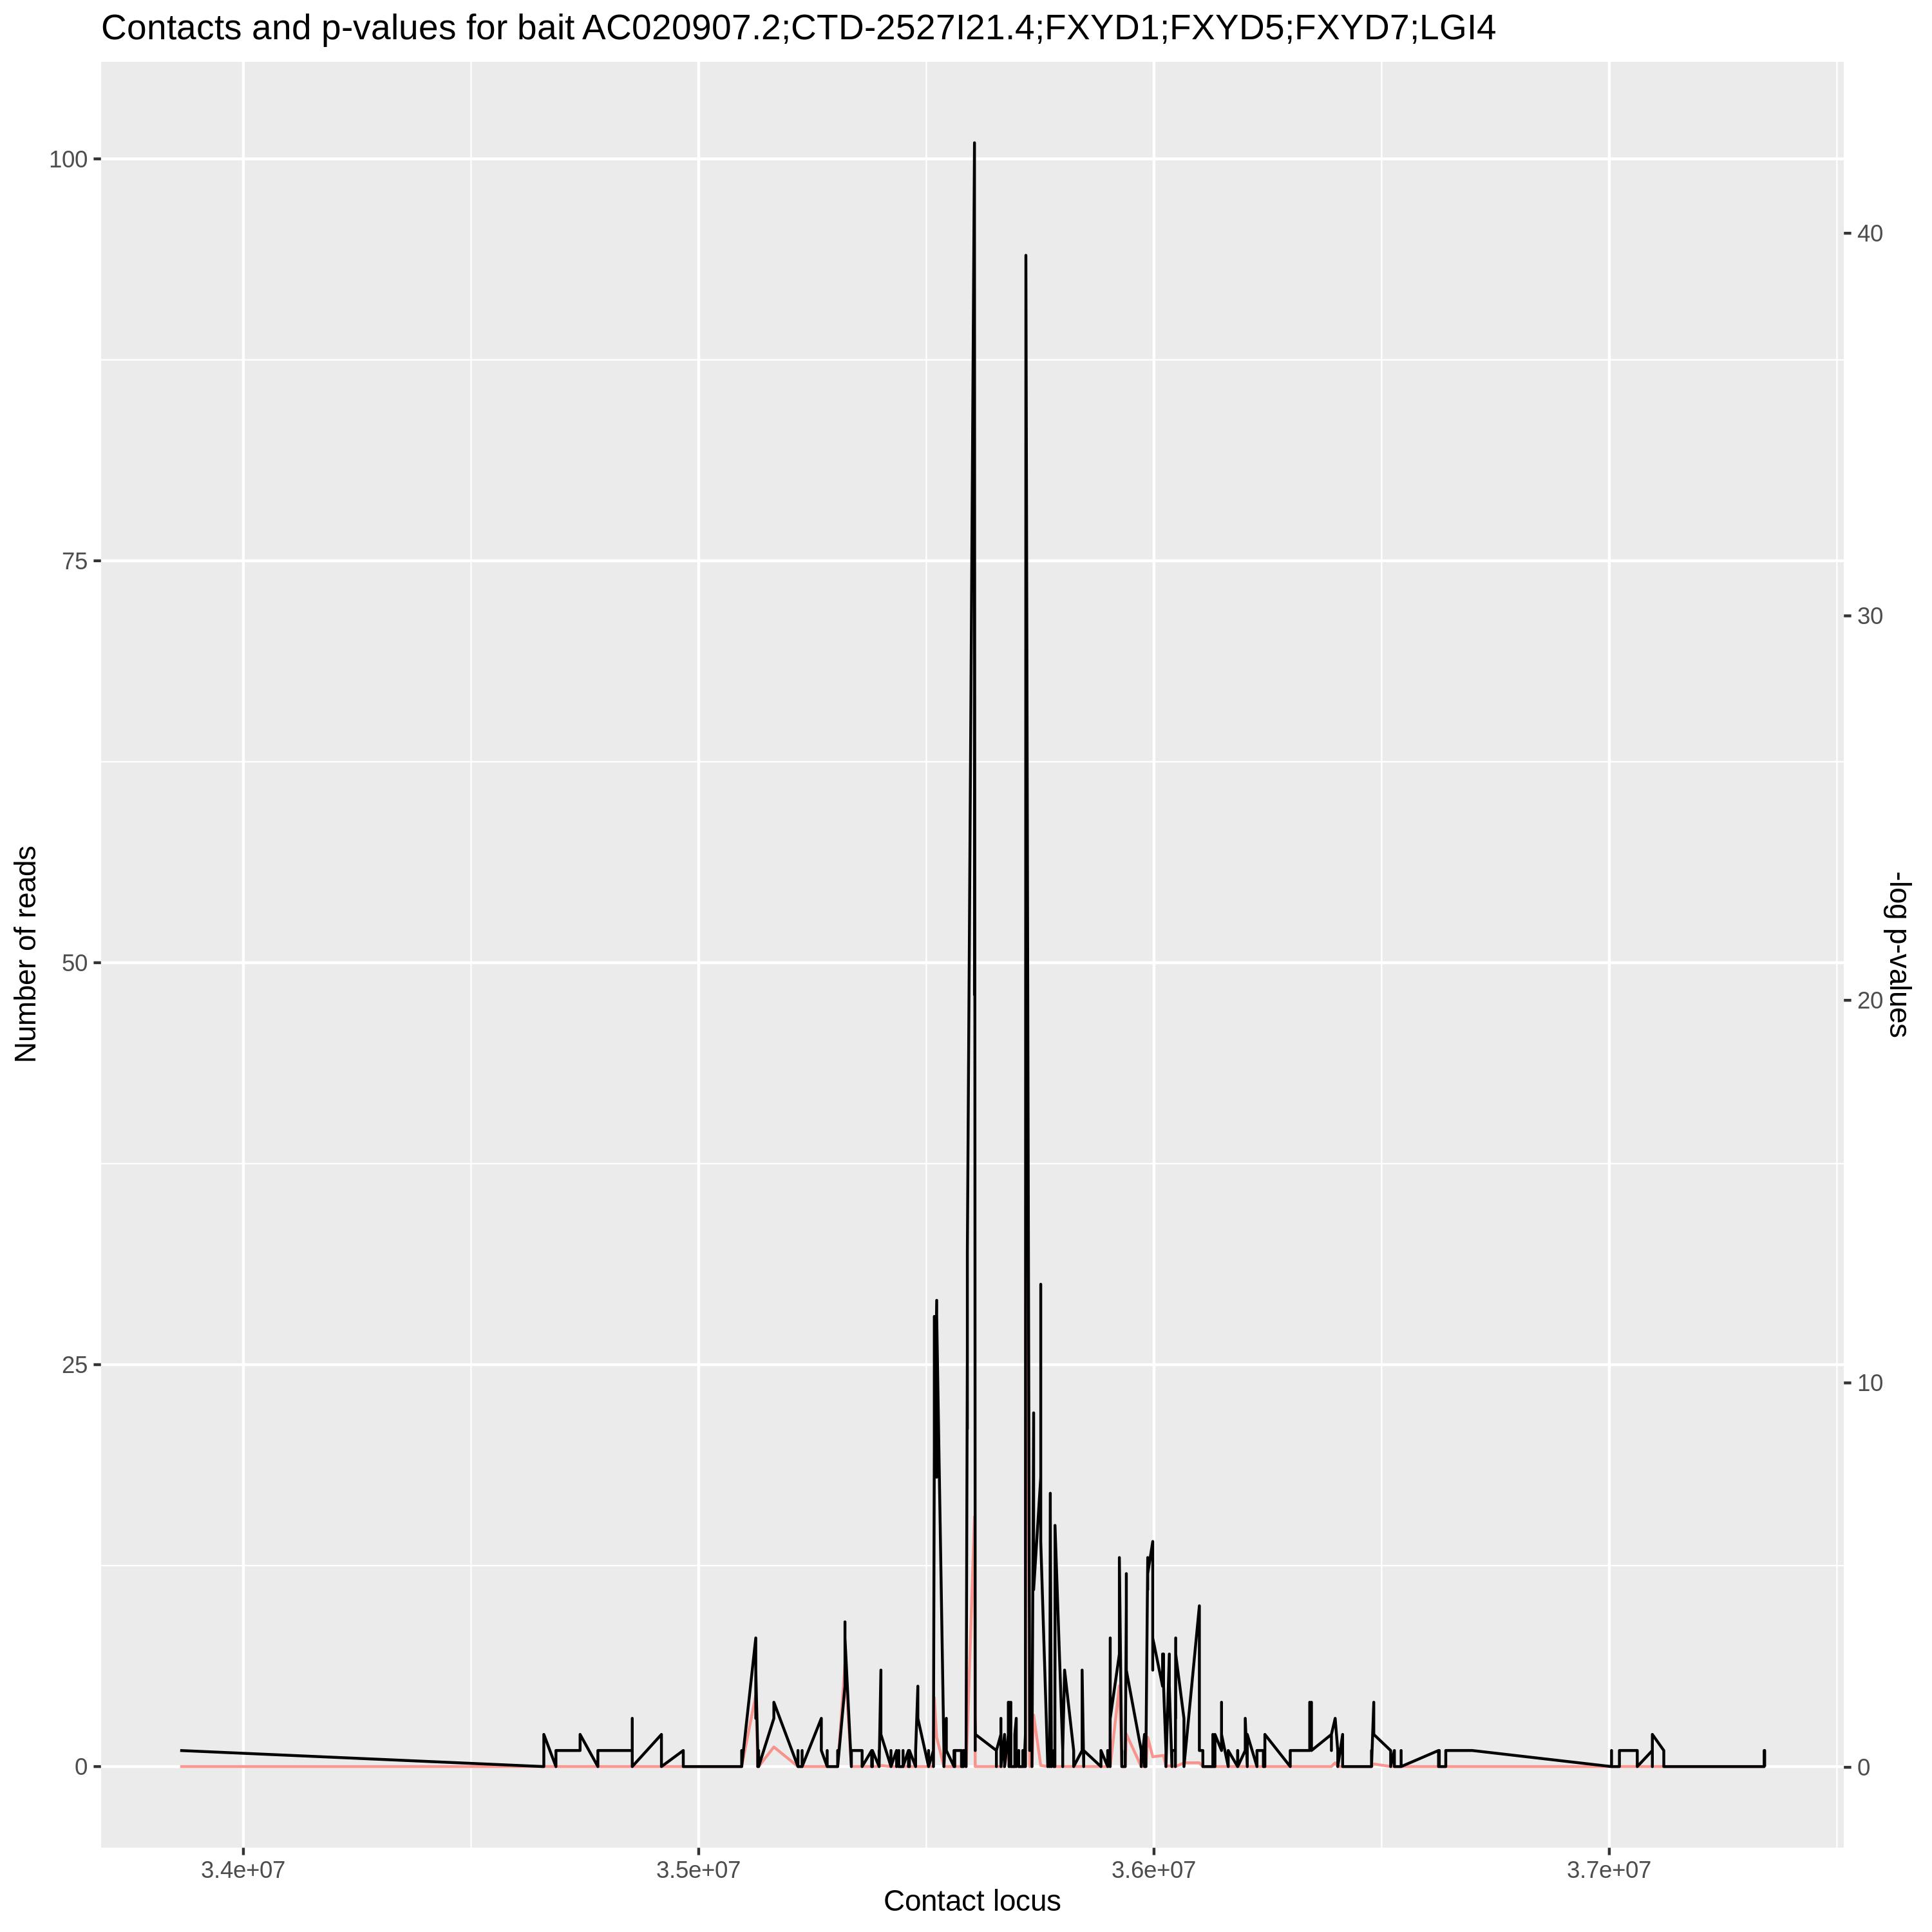 Contacts and p-values for bait AC020907.2;CTD-2527I21.4;FXYD1;FXYD5;FXYD7;LGI4
100
75
50
25
0
Number of reads
40
30
20
10
0
-log p-values
3.4e+07
3.5e+07
3.6e+07
3.7e+07
Contact locus